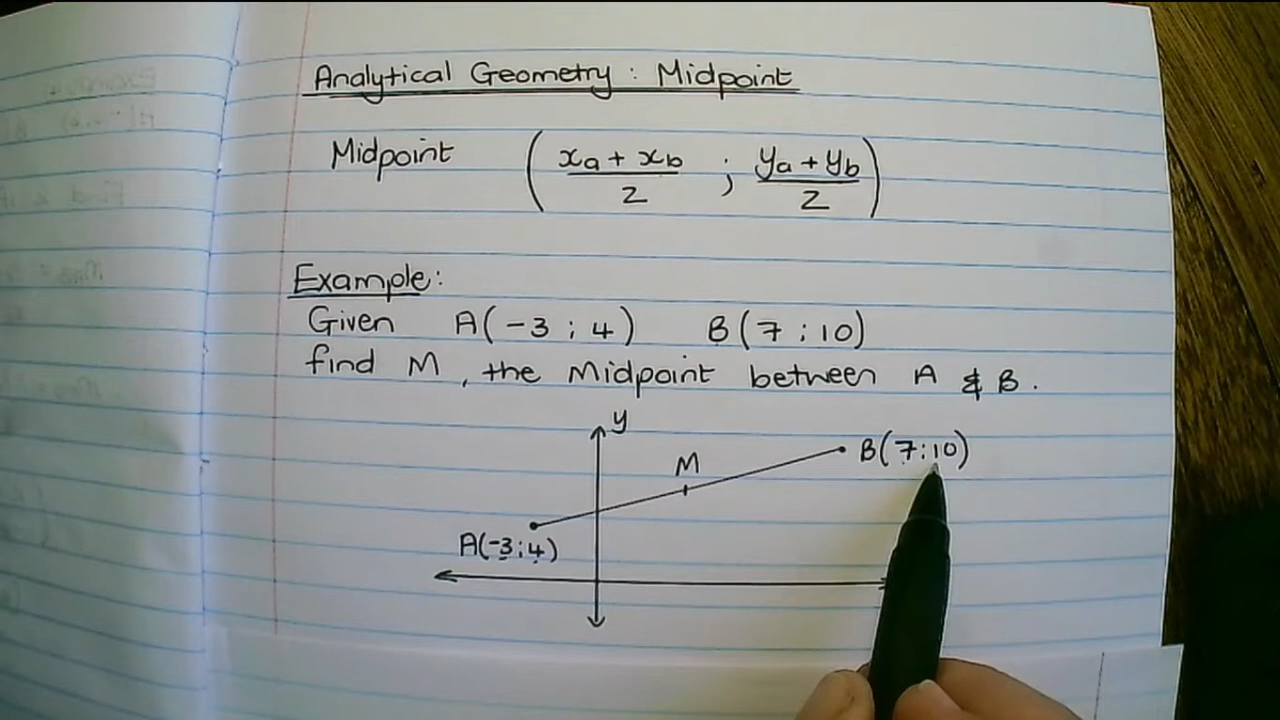 Analytical Geometry : Midpoint
Midpoint ( xa + xb / 2 ; ya + yb / 2 )
Example:
Given A(-3 ; 4) B(7 ; 10)
find M, the Midpoint between A & B.
y
B(7;10)
M
A(-3;4)